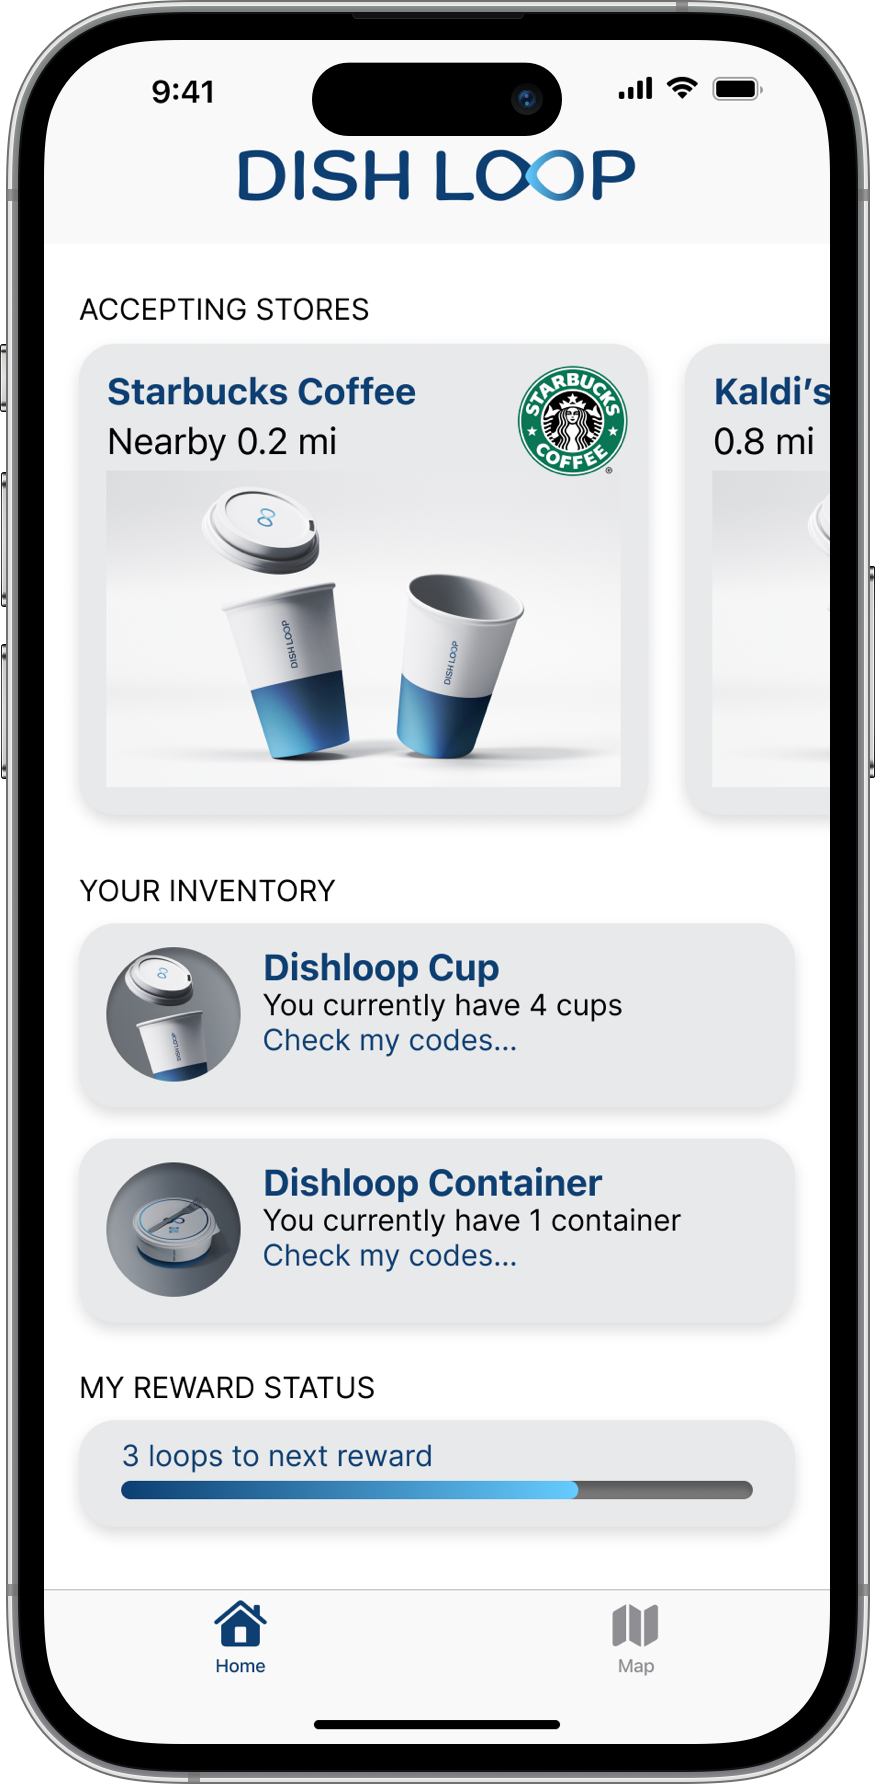 9:41
DISH LOOP
ACCEPTING STORES
Starbucks Coffee
Nearby 0.2 mi
STARBUCKS
COFFEE
®
Kaldi’s
0.8 mi
DISH LOOP
DISH LOOP
YOUR INVENTORY
Dishloop Cup
You currently have 4 cups
Check my codes...
DISH LOOP
Dishloop Container
You currently have 1 container
Check my codes...
MY REWARD STATUS
3 loops to next reward
Home
Map